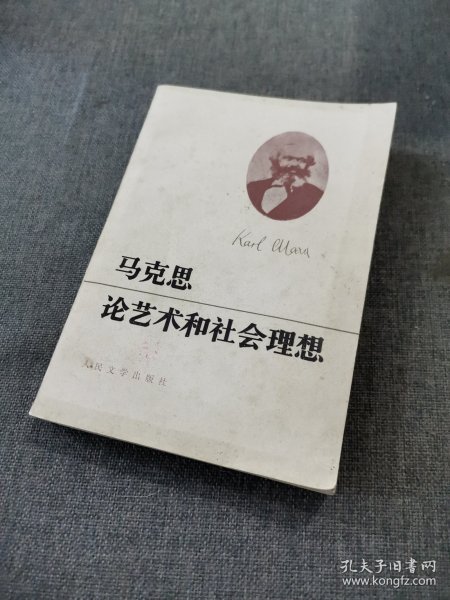 Karl Marx
马克思
论艺术和社会理想
人民文学出版社
孔夫子旧书网
www.kongfz.com